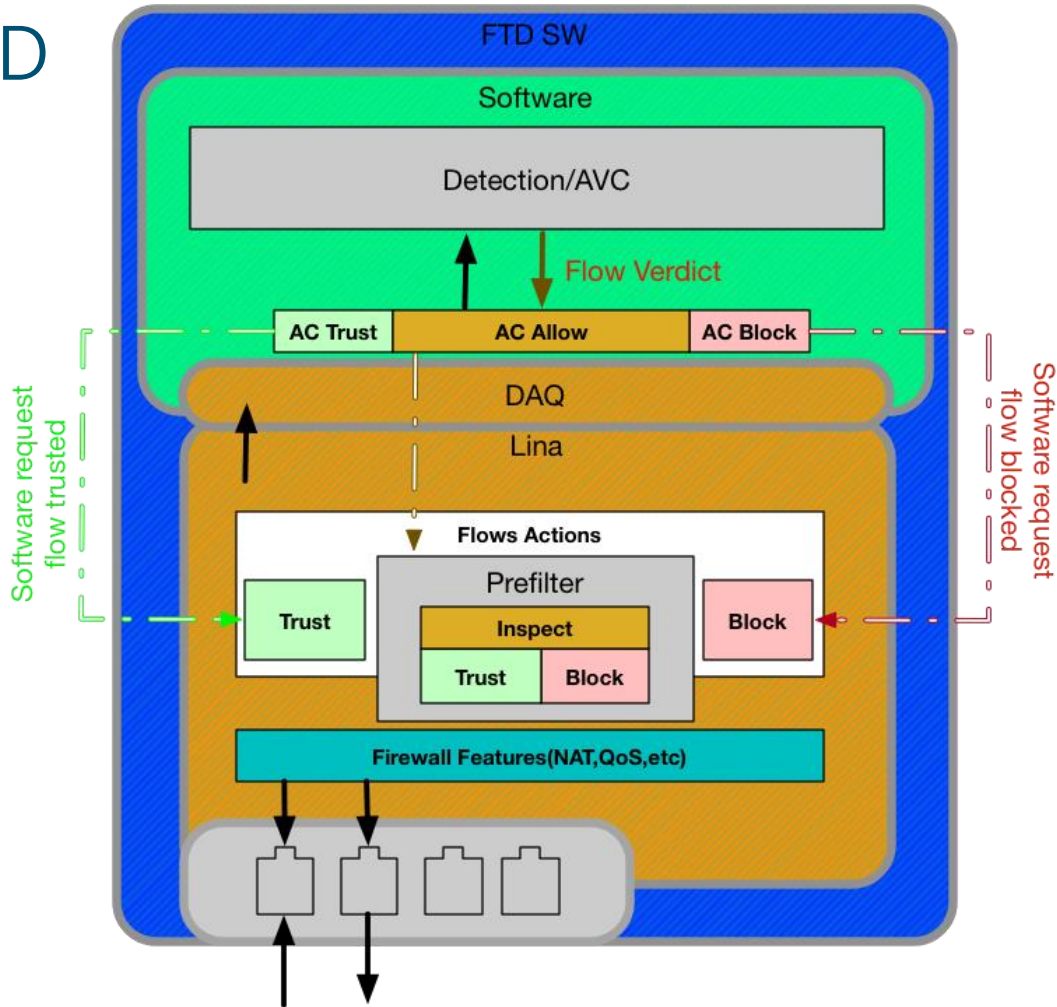 D
FTD SW
Software
Detection/AVC
Flow Verdict
AC Trust
AC Allow
AC Block
DAQ
Lina
Software request
flow trusted
Software request
flow blocked
Flows Actions
Prefilter
Trust
Inspect
Block
Trust
Block
Firewall Features(NAT,QoS,etc)